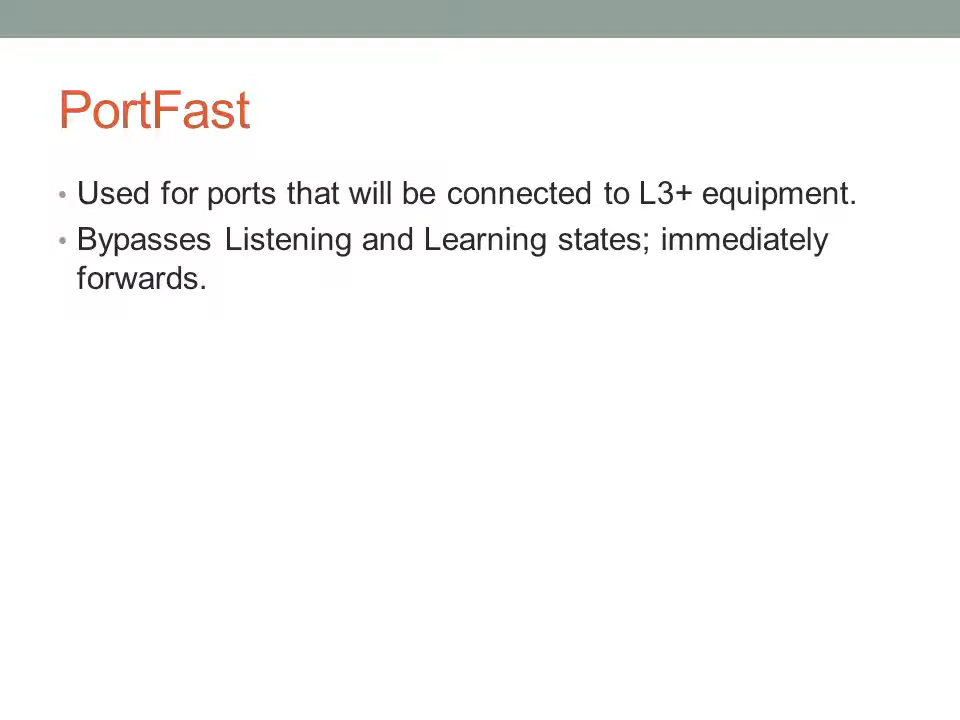 PortFast
• Used for ports that will be connected to L3+ equipment.
• Bypasses Listening and Learning states; immediately
forwards.